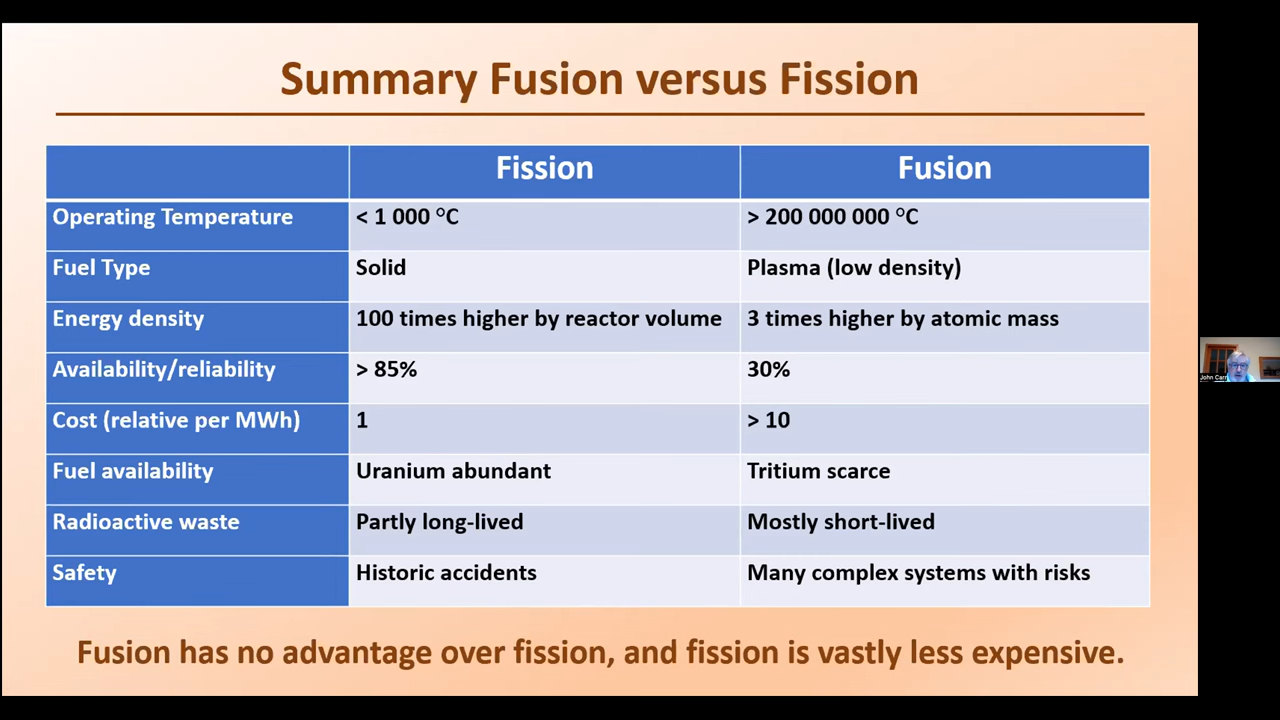 Summary Fusion versus Fission
Fission Fusion
Operating Temperature < 1 000 °C > 200 000 000 °C
Fuel Type Solid Plasma (low density)
Energy density 100 times higher by reactor volume 3 times higher by atomic mass
Availability/reliability > 85% 30%
Cost (relative per MWh) 1 > 10
Fuel availability Uranium abundant Tritium scarce
Radioactive waste Partly long-lived Mostly short-lived
Safety Historic accidents Many complex systems with risks
Fusion has no advantage over fission, and fission is vastly less expensive.
John Carr